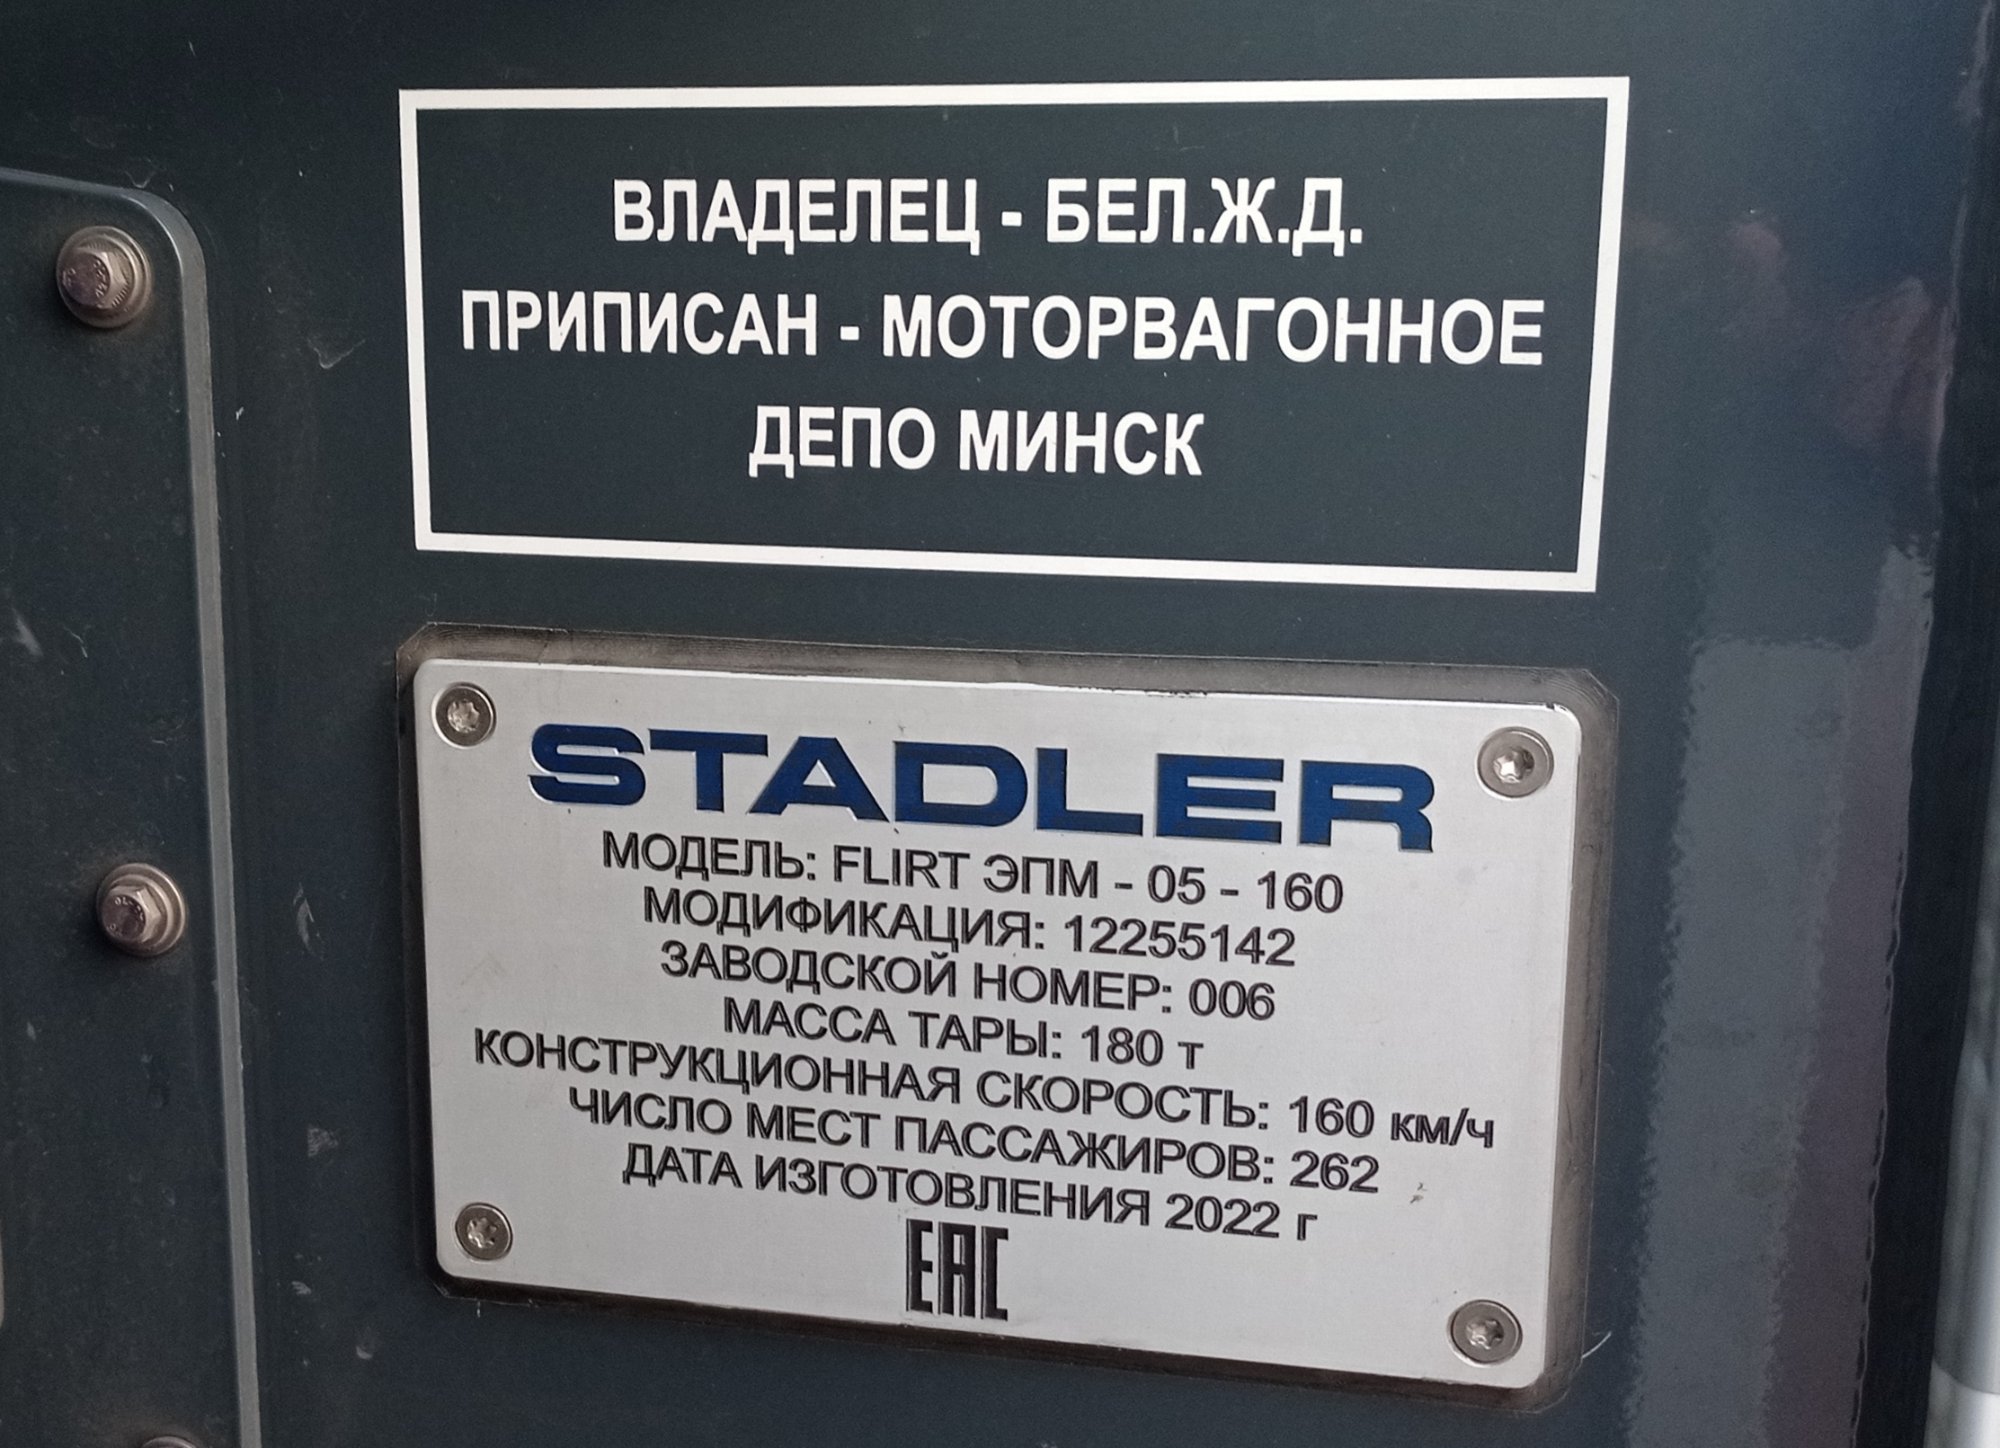 ВЛАДЕЛЕЦ - БЕЛ.Ж.Д.
ПРИПИСАН - МОТОРВАГОННОЕ
ДЕПО МИНСК
STADLER
МОДЕЛЬ: FLIRT ЭПМ - 05 - 160
МОДИФИКАЦИЯ: 12255142
ЗАВОДСКОЙ НОМЕР: 006
МАССА ТАРЫ: 180 т
КОНСТРУКЦИОННАЯ СКОРОСТЬ: 160 км/ч
ЧИСЛО МЕСТ ПАССАЖИРОВ: 262
ДАТА ИЗГОТОВЛЕНИЯ 2022 г
EAC